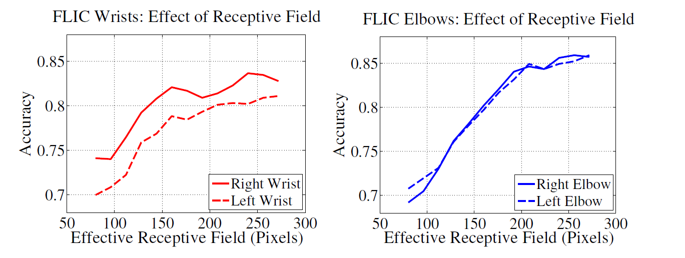 FLIC Wrists: Effect of Receptive Field
0.85
0.8
0.75
0.7
Accuracy
Right Wrist
Left Wrist
50 100 150 200 250 300
Effective Receptive Field (Pixels)
FLIC Elbows: Effect of Receptive Field
0.85
0.8
0.75
0.7
Accuracy
Right Elbow
Left Elbow
50 100 150 200 250 300
Effective Receptive Field (Pixels)